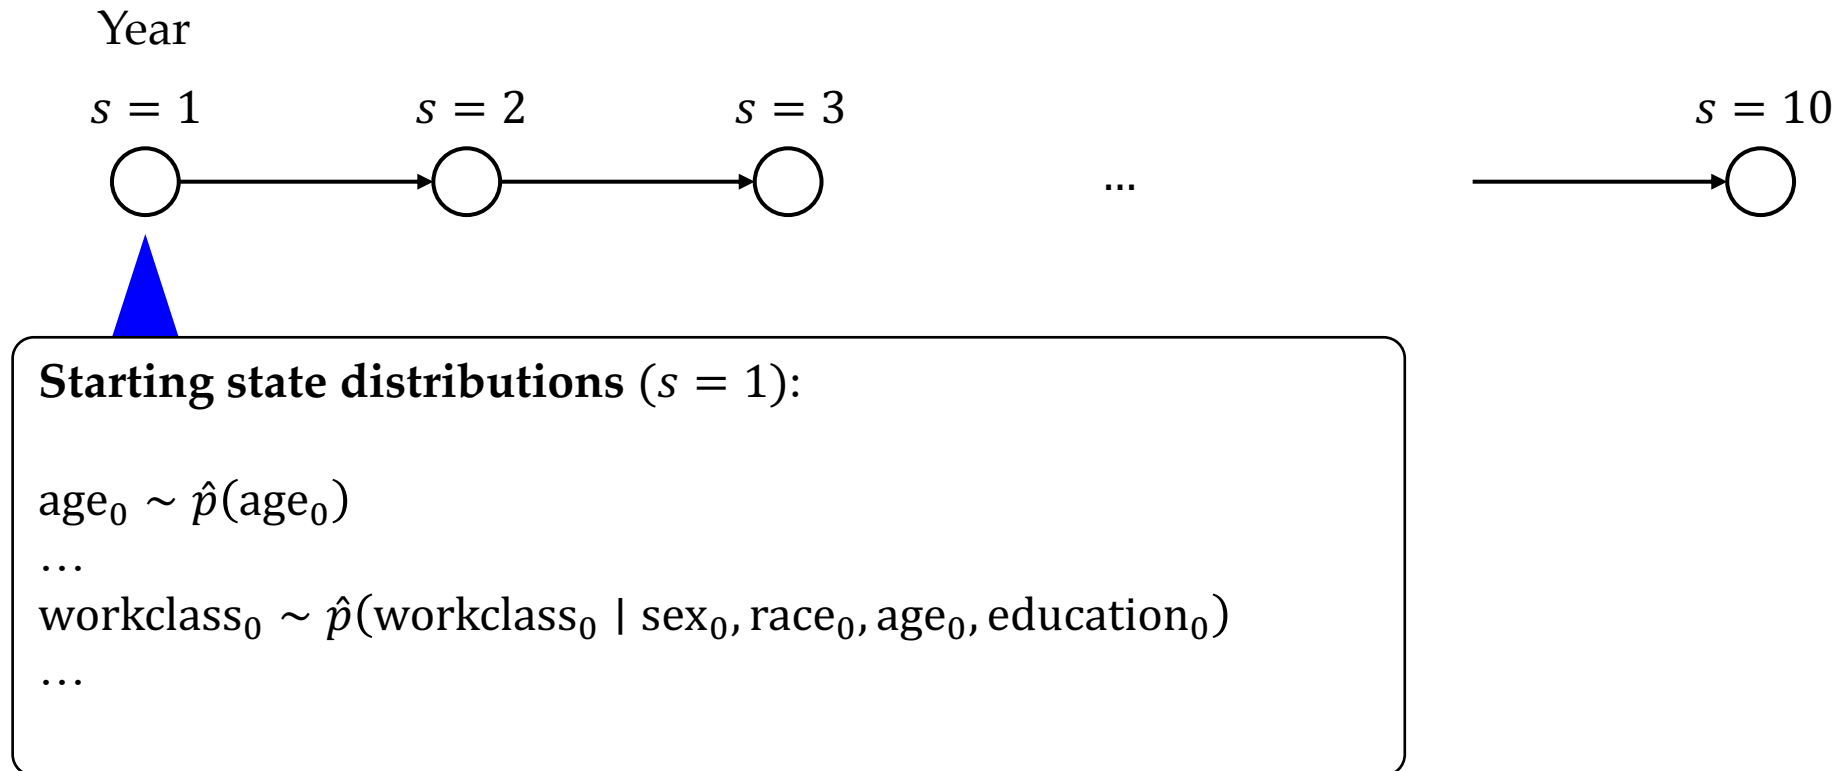 Year
s = 1 s = 2 s = 3 s = 10
...
Starting state distributions (s = 1):
age₀ ~ p̂(age₀)
…
workclass₀ ~ p̂(workclass₀ | sex₀, race₀, age₀, education₀)
…